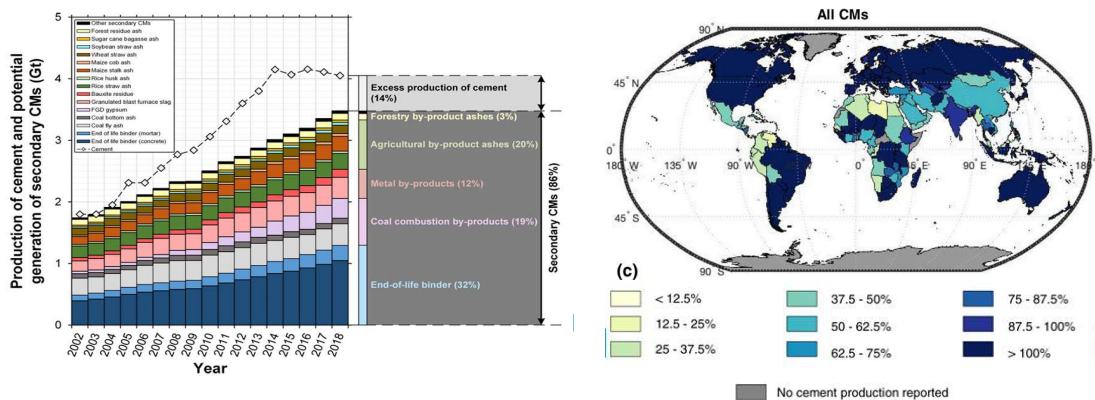 Production of cement and potential
generation of secondary CMs (Gt)
5
4
3
2
1
0
Other secondary CMs
Forest residue ash
Sugar cane bagasse ash
Soybean straw ash
Wheat straw ash
Maize cob ash
Maize stalk ash
Rice husk ash
Rice straw ash
Bauxite residue
Granulated blast furnace slag
FGD gypsum
Coal bottom ash
Coal fly ash
End of life binder (mortar)
End of life binder (concrete)
Cement
2002
2003
2004
2005
2006
2007
2008
2009
2010
2011
2012
2013
2014
2015
2016
2017
2018
Year
Excess production of cement
(14%)
Forestry by-product ashes (3%)
Agricultural by-product ashes (20%)
Metal by-products (12%)
Coal combustion by-products (19%)
End-of-life binder (32%)
Secondary CMs (86%)
All CMs
90° N
45° N
0°
180° W
135° W
90° W
45° W
0°
45° E
90° E
135° E
180° E
45° S
90° S
(c)
< 12.5%
12.5 - 25%
25 - 37.5%
37.5 - 50%
50 - 62.5%
62.5 - 75%
75 - 87.5%
87.5 - 100%
> 100%
No cement production reported